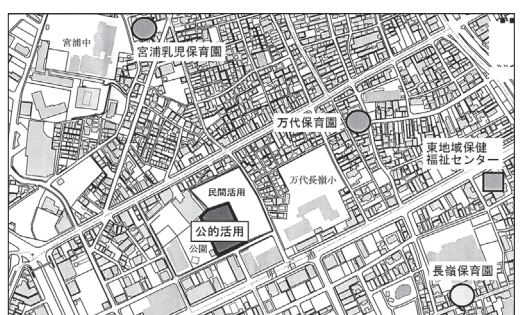 宮浦中
宮浦乳児保育園
万代保育園
東地域保健
福祉センター
民間活用
万代長嶺小
公的活用
公園
長嶺保育園